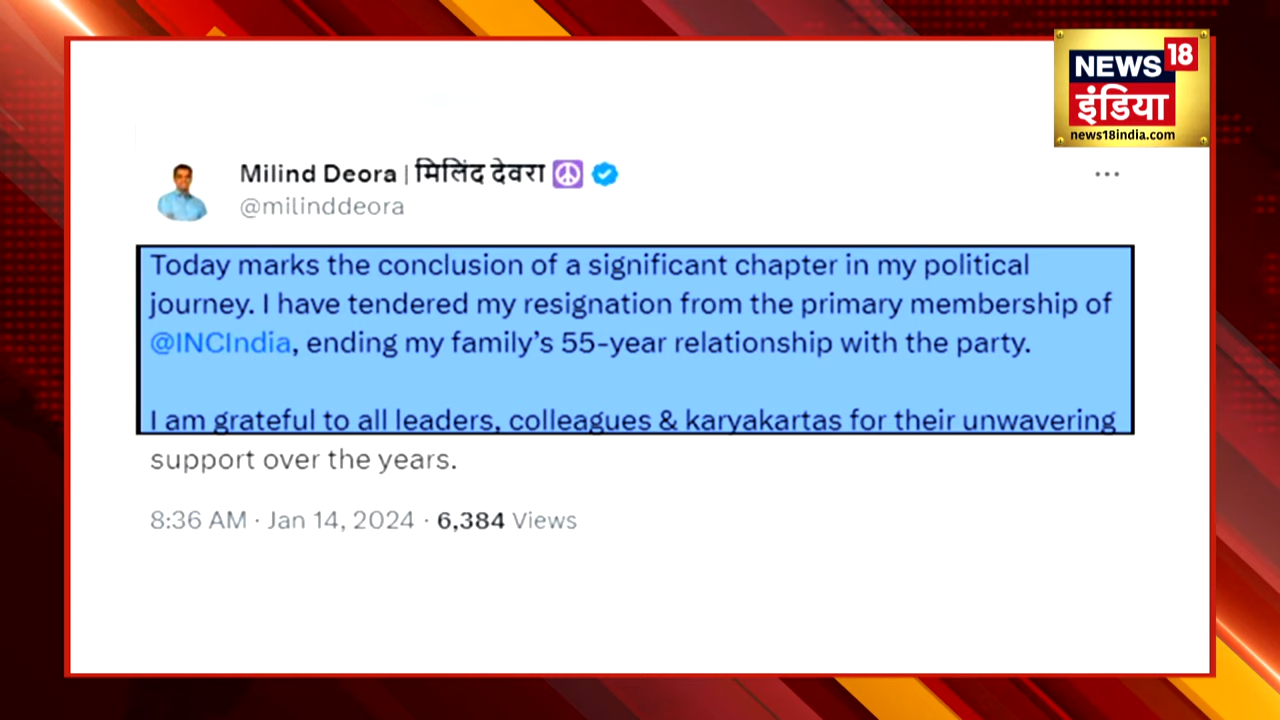 NEWS 18
इंडिया
news18india.com
Milind Deora | मिलिंद देवरा
@milinddeora
Today marks the conclusion of a significant chapter in my political
journey. I have tendered my resignation from the primary membership of
@INCIndia, ending my family’s 55-year relationship with the party.
I am grateful to all leaders, colleagues & karyakartas for their unwavering
support over the years.
8:36 AM · Jan 14, 2024 · 6,384 Views